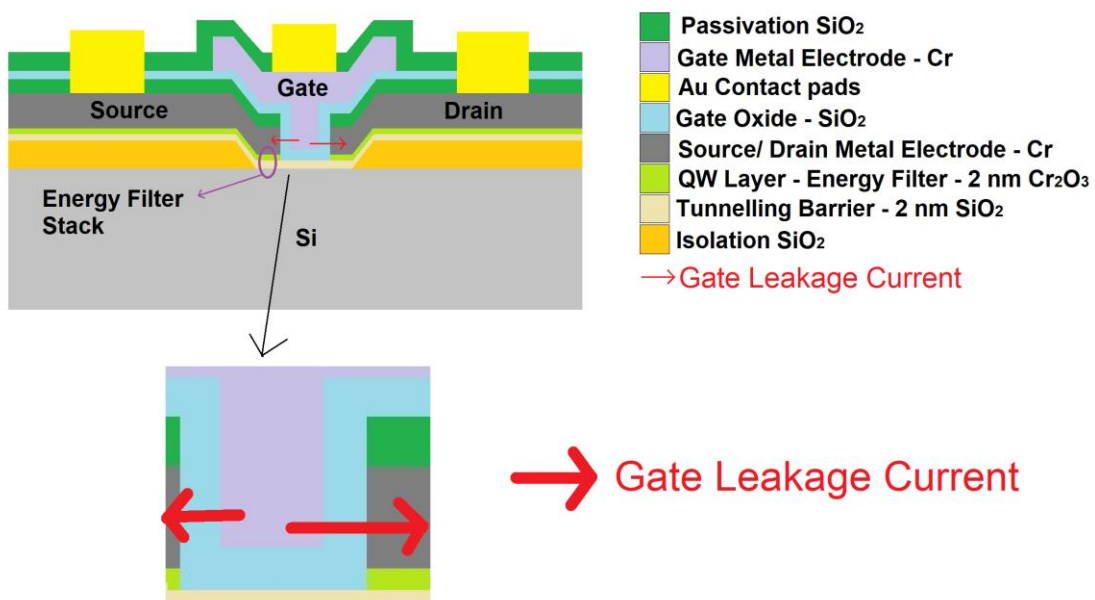 Passivation SiO₂
Gate Metal Electrode - Cr
Au Contact pads
Gate Oxide - SiO₂
Source/ Drain Metal Electrode - Cr
QW Layer - Energy Filter - 2 nm Cr₂O₃
Tunnelling Barrier - 2 nm SiO₂
Isolation SiO₂
Gate Leakage Current
Gate
Source
Drain
Energy Filter
Stack
Si
Gate Leakage Current